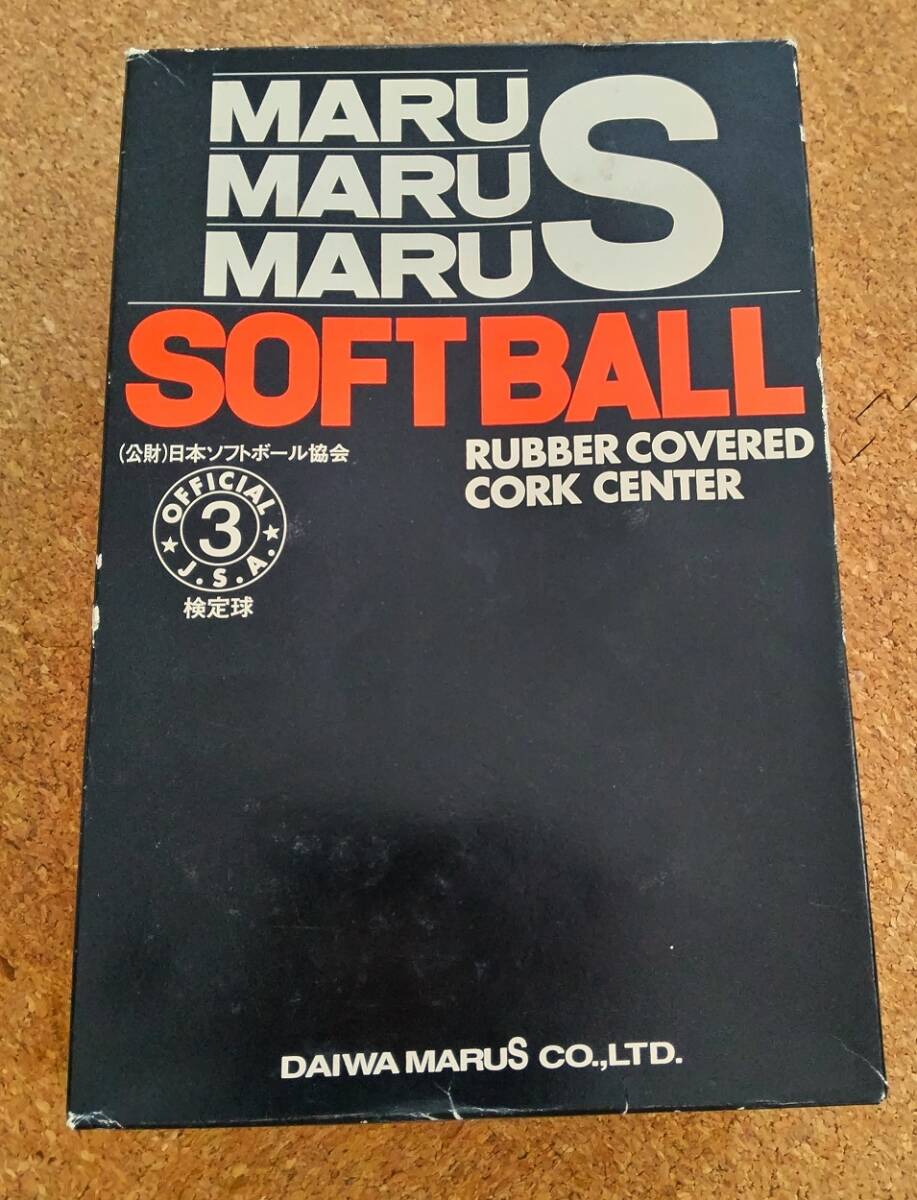 MARU
MARU
MARUS
SOFTBALL
(公財)日本ソフトボール協会
RUBBER COVERED
CORK CENTER
OFFICIAL
3
★ J.S.A. ★
検定球
DAIWA MARUS CO.,LTD.